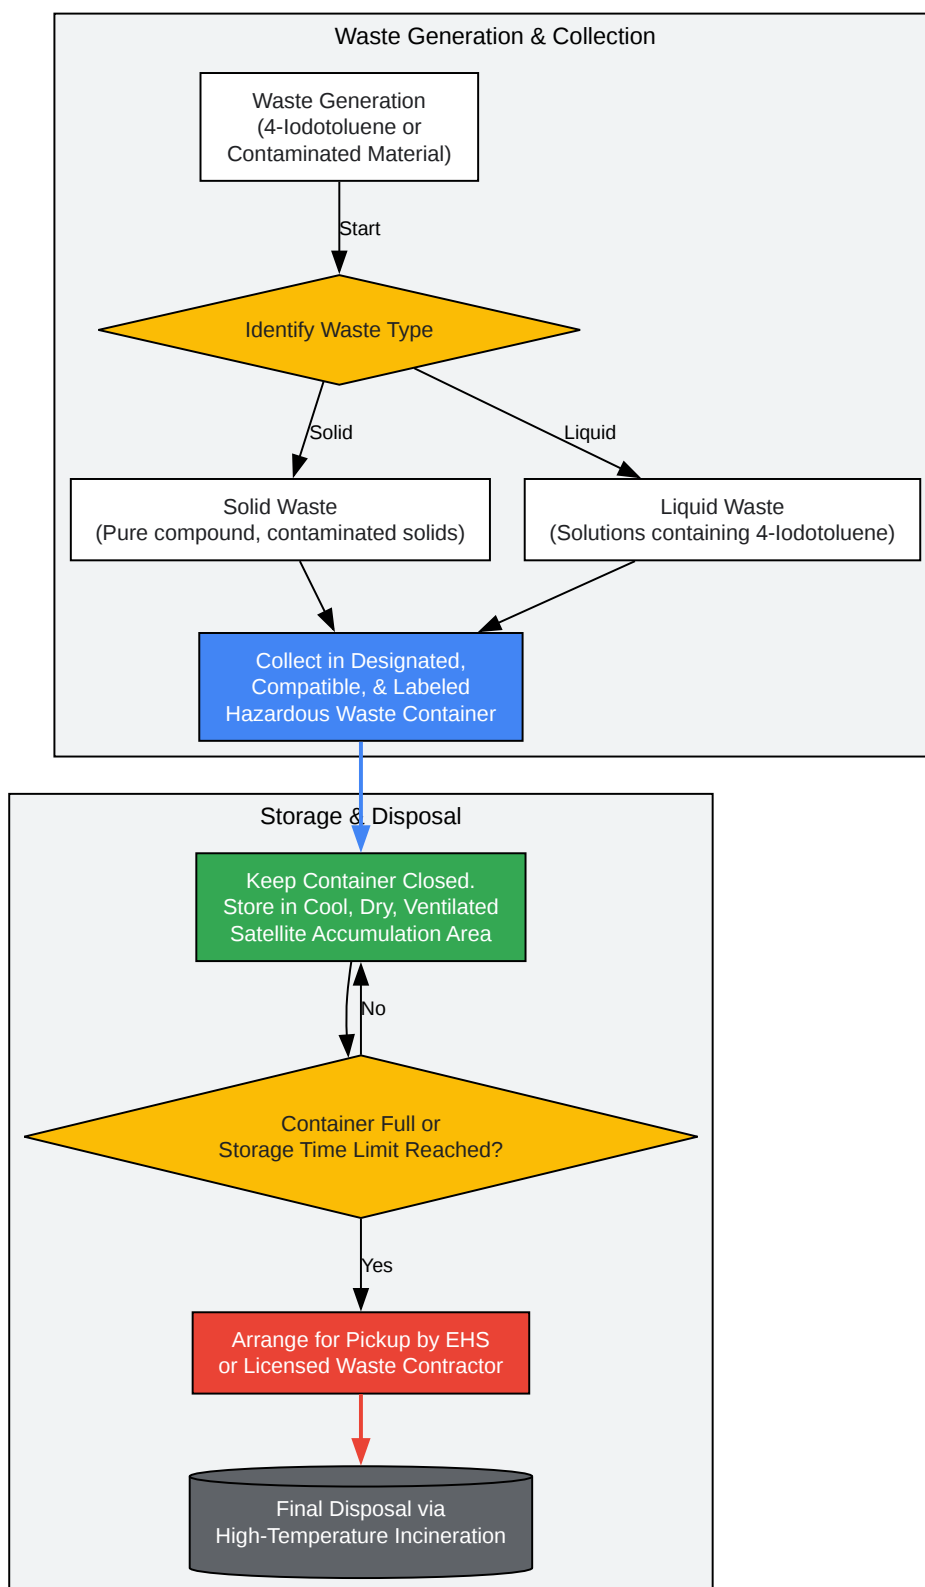 Waste Generation & Collection
Waste Generation
(4-Iodotoluene or
Contaminated Material)
Start
Identify Waste Type
Solid
Liquid
Solid Waste
(Pure compound, contaminated solids)
Liquid Waste
(Solutions containing 4-Iodotoluene)
Collect in Designated,
Compatible, & Labeled
Hazardous Waste Container
Storage & Disposal
Keep Container Closed.
Store in Cool, Dry, Ventilated
Satellite Accumulation Area
No
Container Full or
Storage Time Limit Reached?
Yes
Arrange for Pickup by EHS
or Licensed Waste Contractor
Final Disposal via
High-Temperature Incineration